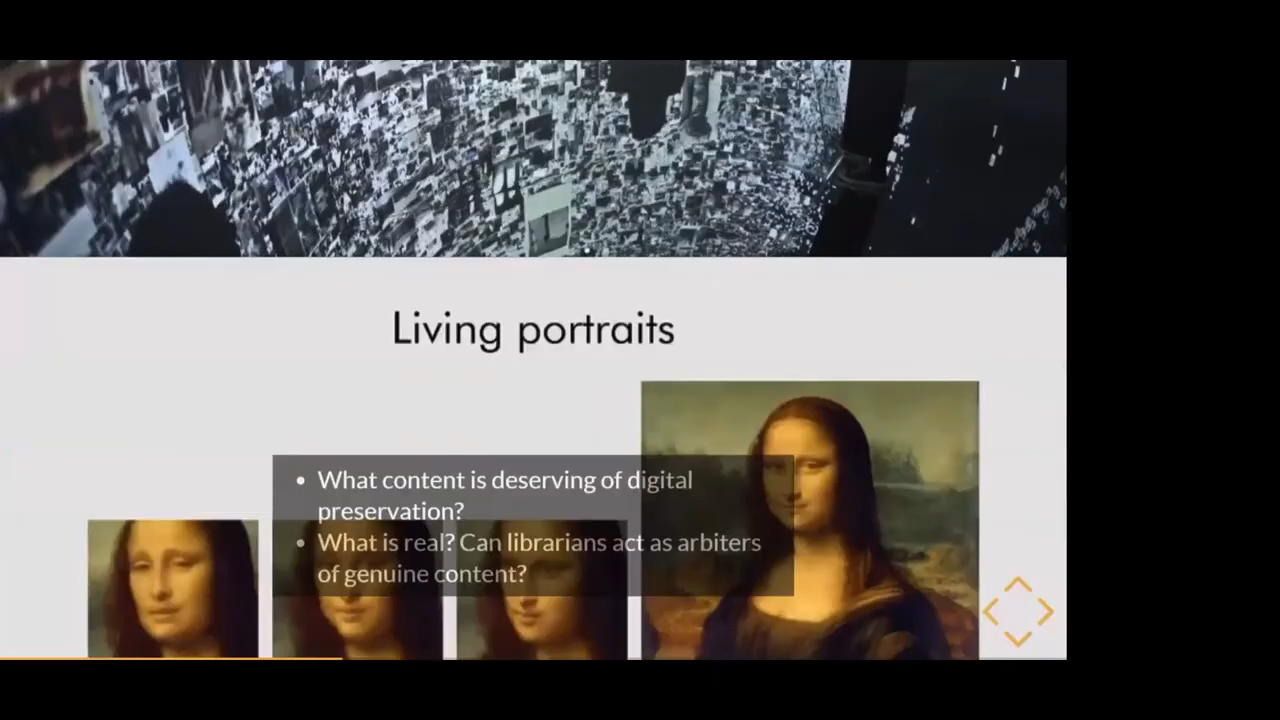 Living portraits
What content is deserving of digital
preservation?
What is real? Can librarians act as arbiters
of genuine content?